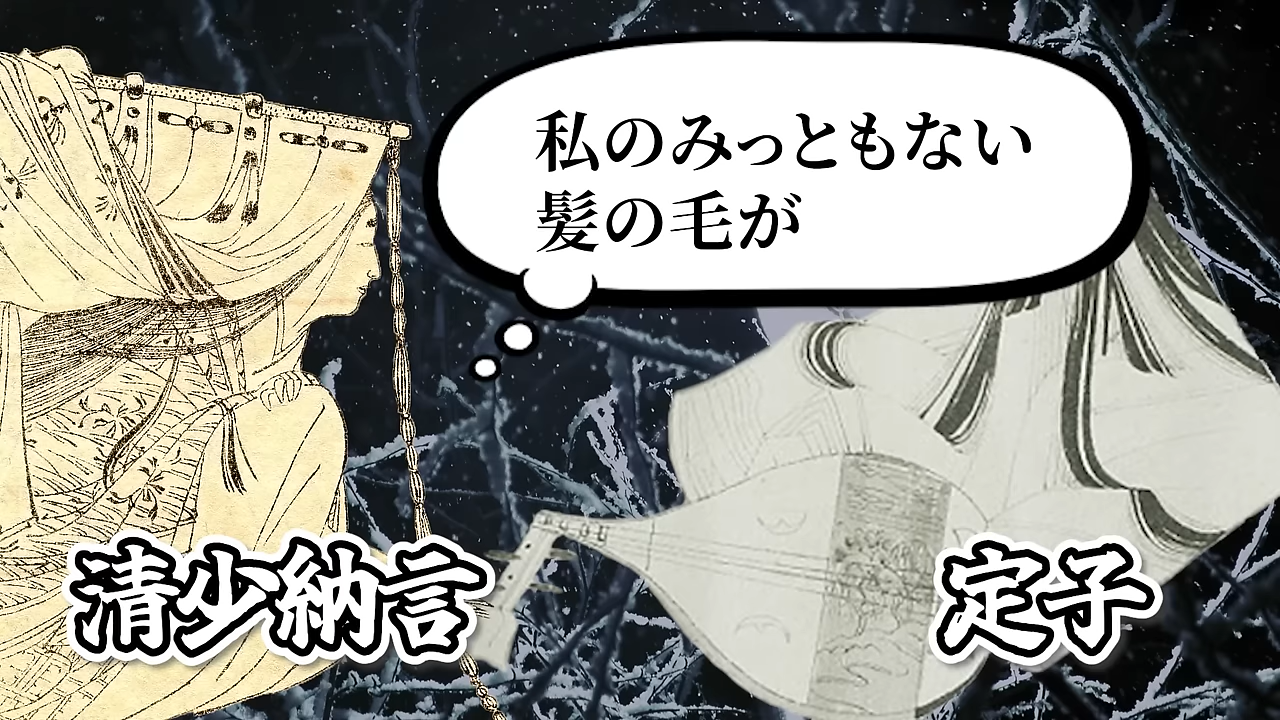 私のみっともない
髪の毛が
清少納言
定子